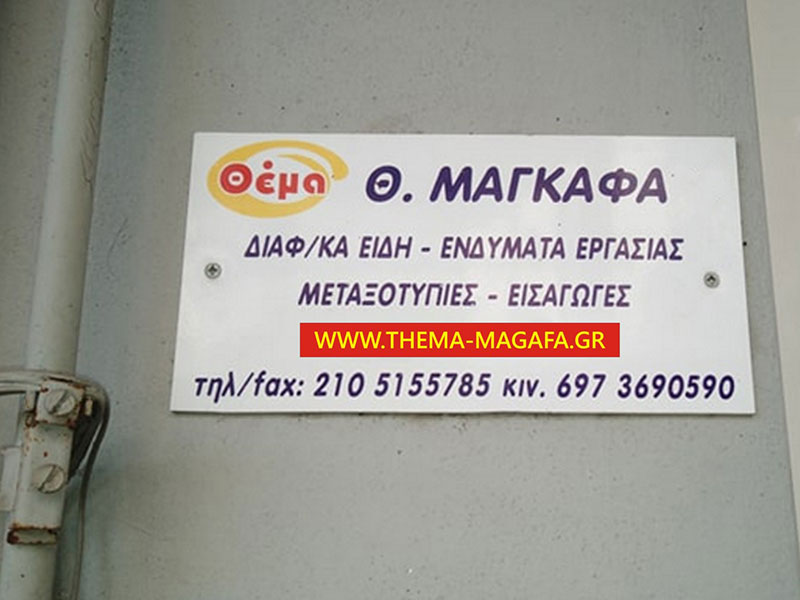 Θέμα Θ. ΜΑΓΚΑΦΑ
ΔΙΑΦ/ΚΑ ΕΙΔΗ - ΕΝΔΥΜΑΤΑ ΕΡΓΑΣΙΑΣ
ΜΕΤΑΞΟΤΥΠΙΕΣ - ΕΙΣΑΓΩΓΕΣ
WWW.THEMA-MAGAFA.GR
τηλ/fax: 210 5155785 κιν. 697 3690590